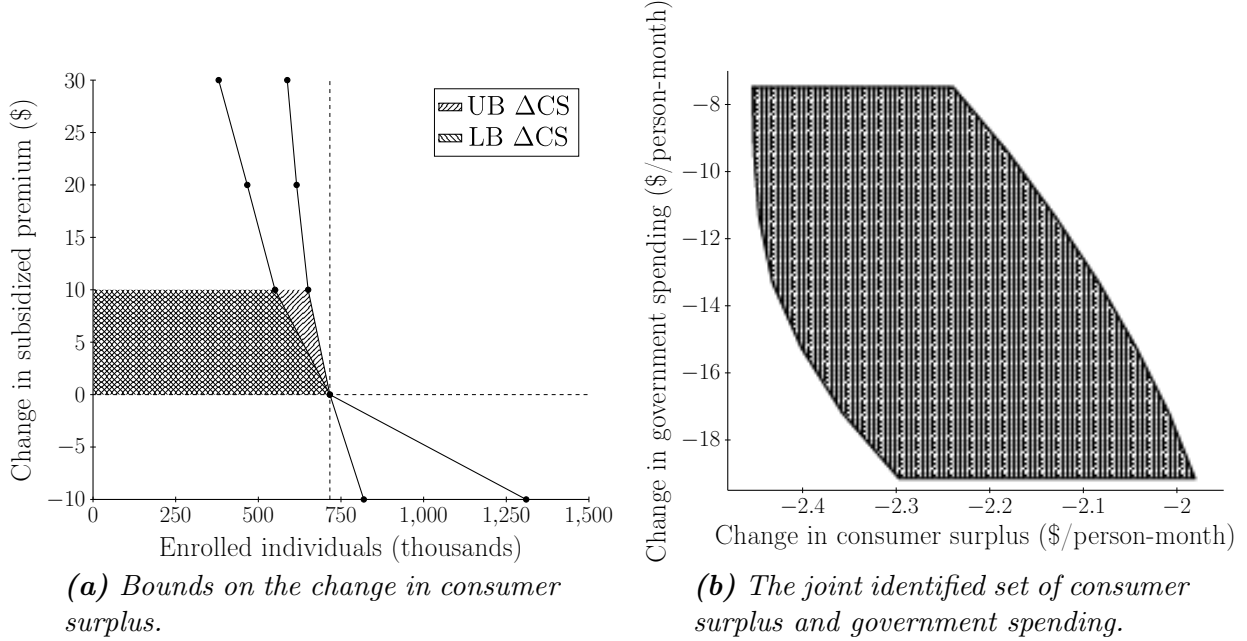 Change in subsidized premium ($)
30
25
20
15
10
5
0
−5
−10
0
250
500
750
1,000
1,250
1,500
Enrolled individuals (thousands)
UB ΔCS
LB ΔCS
(a) Bounds on the change in consumer
surplus.
Change in government spending ($/person-month)
−8
−10
−12
−14
−16
−18
−2.4
−2.3
−2.2
−2.1
−2
Change in consumer surplus ($/person-month)
(b) The joint identified set of consumer
surplus and government spending.